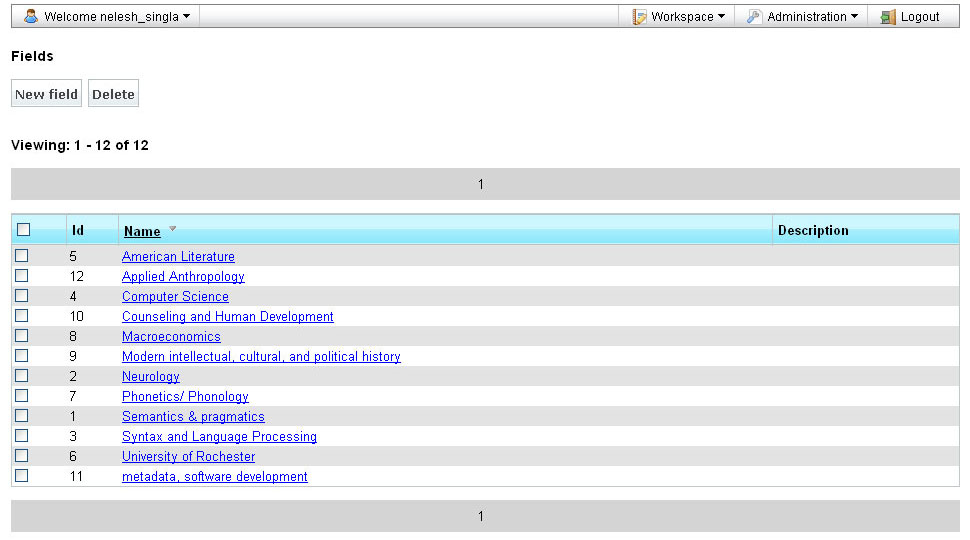 Welcome nelesh_singla Workspace Administration Logout
Fields
New field Delete
Viewing: 1 - 12 of 12
1
Id Name Description
5 American Literature
12 Applied Anthropology
4 Computer Science
10 Counseling and Human Development
8 Macroeconomics
9 Modern intellectual, cultural, and political history
2 Neurology
7 Phonetics/ Phonology
1 Semantics & pragmatics
3 Syntax and Language Processing
6 University of Rochester
11 metadata, software development
1